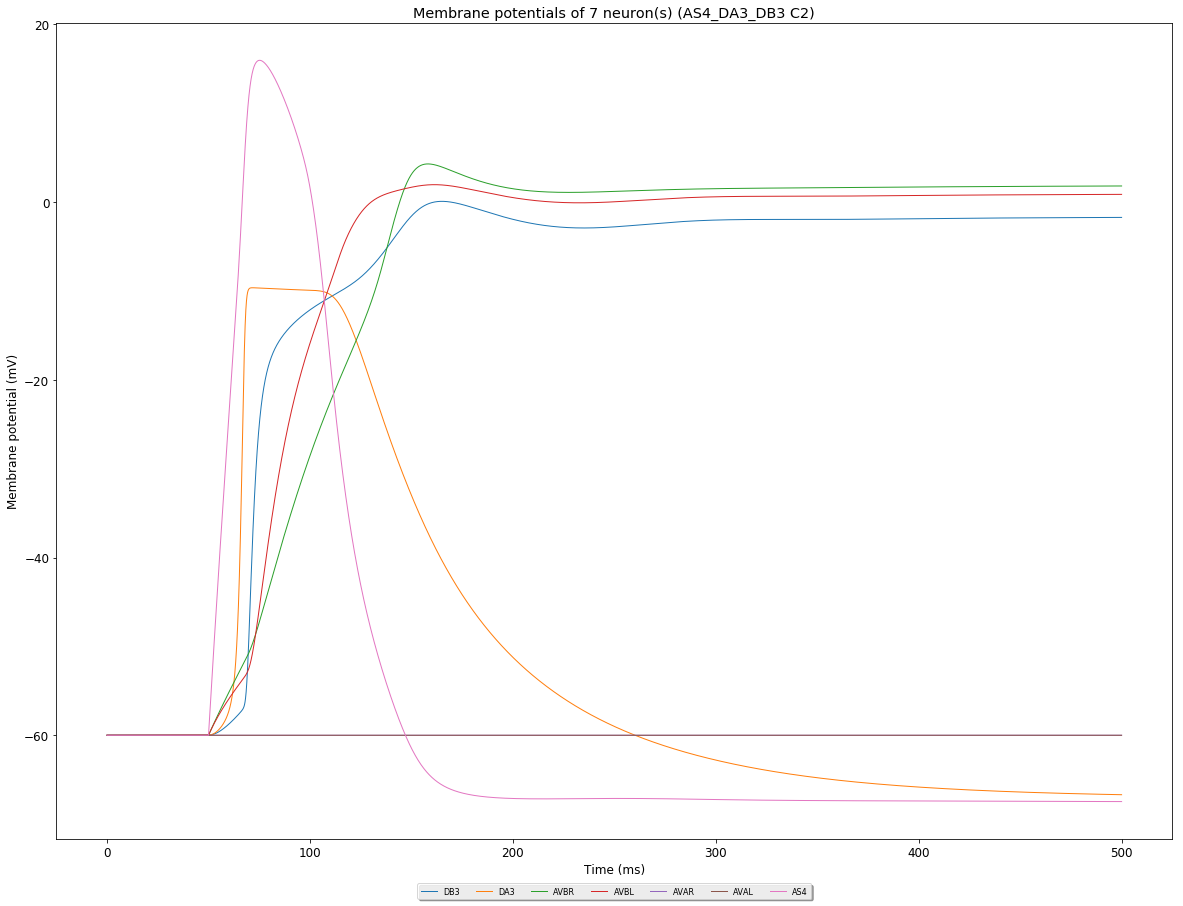 Membrane potentials of 7 neuron(s) (AS4_DA3_DB3 C2)
20
0
−20
−40
−60
Membrane potential (mV)
0 100 200 300 400 500
Time (ms)
DB3 DA3 AVBR AVBL AVAR AVAL AS4